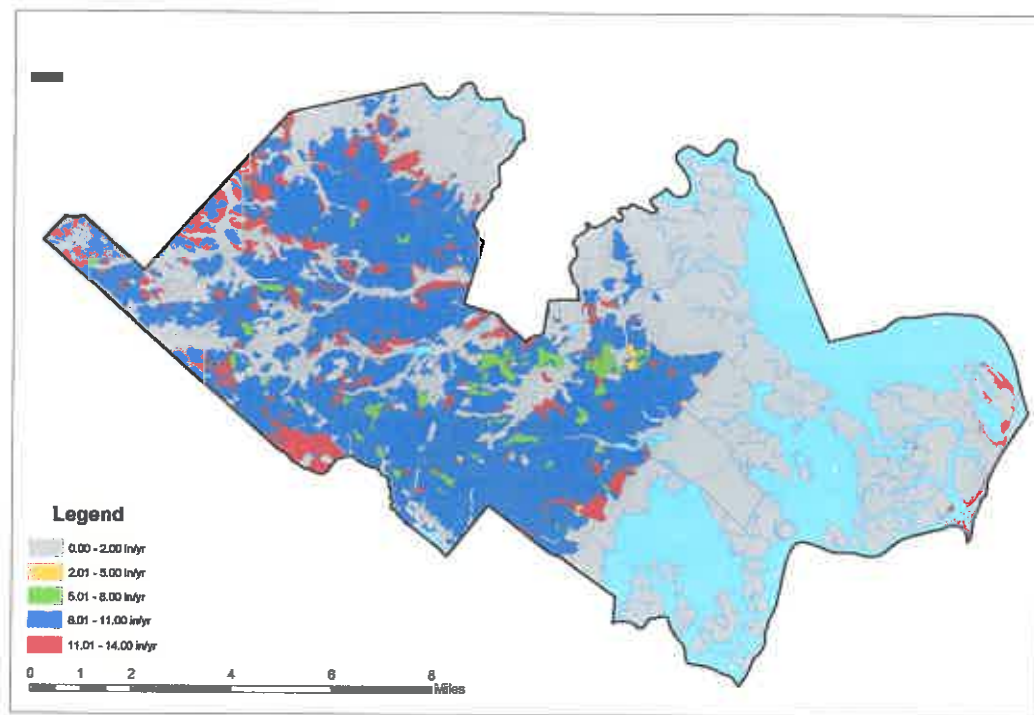 Legend
0.00 - 2.00 in/yr
2.01 - 5.00 in/yr
5.01 - 8.00 in/yr
8.01 - 11.00 in/yr
11.01 - 14.00 in/yr
0 1 2 4 6 8
Miles